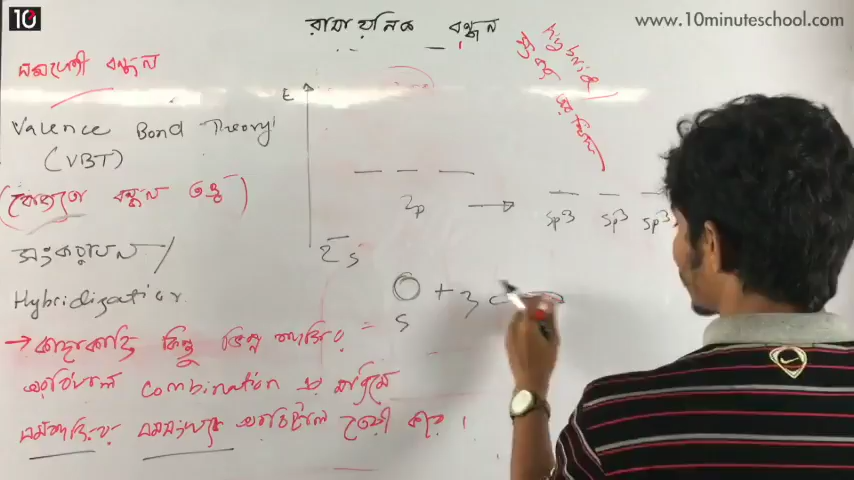 10
রাসায়নিক বন্ধন
www.10minuteschool.com
সমযোজী বন্ধন
Hybrid
E
Valence Bond Theory
(VBT)
(যোজ্যতা বন্ধন তত্ত্ব)
2p
sp3 sp3 sp3
সংকরায়ন/
2s
Hybridization
+ 3
s
→ কাছাকাছি কিন্তু ভিন্ন শক্তির
অরবিটাল combination এর মাধ্যমে
সমশক্তির সমসংখ্যক অরবিটাল তৈরী করে।